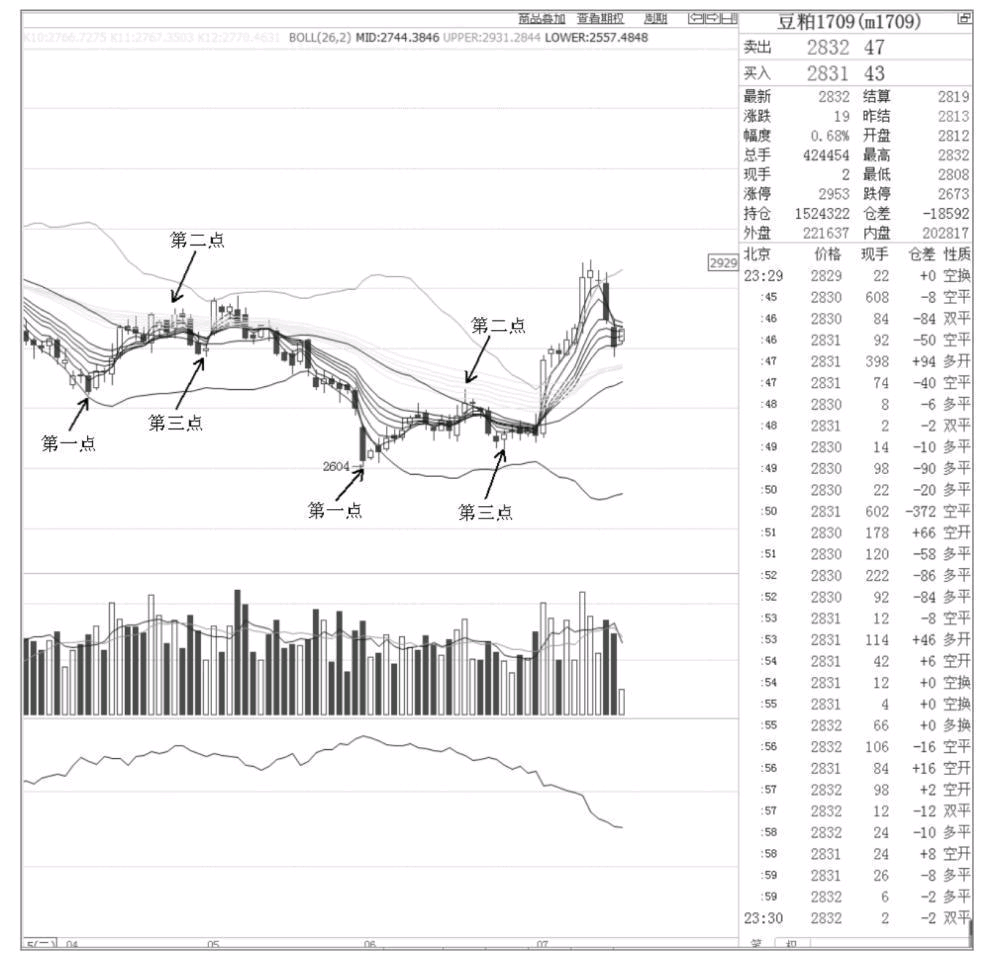 商品叠加 查看期权 周期
K10:2766.7275 K11:2767.3503 K12:2770.4631 BOLL(26,2) MID:2744.3846 UPPER:2931.2844 LOWER:2557.4848
第二点
2929
第二点
第一点
第三点
2604
第一点
第三点
5(二) 04 05 06 07
豆粕1709(m1709)
卖出 2832 47
买入 2831 43
最新 2832 结算 2819
涨跌 19 昨结 2813
幅度 0.68% 开盘 2812
总手 424454 最高 2832
现手 2 最低 2808
涨停 2953 跌停 2673
持仓 1524322 仓差 -18592
外盘 221637 内盘 202817
北京 价格 现手 仓差 性质
23:29 2829 22 +0 空换
:45 2830 608 -8 空平
:46 2830 84 -84 双平
:46 2831 92 -50 空平
:47 2831 398 +94 多开
:47 2831 74 -40 空平
:48 2830 8 -6 多平
:48 2831 2 -2 双平
:49 2830 14 -10 多平
:49 2830 98 -90 多平
:50 2830 22 -20 多平
:50 2831 602 -372 空平
:51 2830 178 +66 空开
:51 2830 120 -58 多平
:52 2830 222 -86 多平
:52 2830 92 -84 多平
:53 2831 12 -8 空平
:53 2831 114 +46 多开
:54 2831 42 +6 空开
:54 2831 12 +0 空换
:55 2831 4 +0 空换
:55 2832 66 +0 多换
:56 2832 106 -16 空平
:56 2831 84 +16 空开
:57 2832 98 +2 空开
:57 2832 12 -12 双平
:58 2832 24 -10 多平
:58 2831 24 +8 空开
:59 2831 26 -8 多平
:59 2832 6 -2 多平
23:30 2832 2 -2 双平